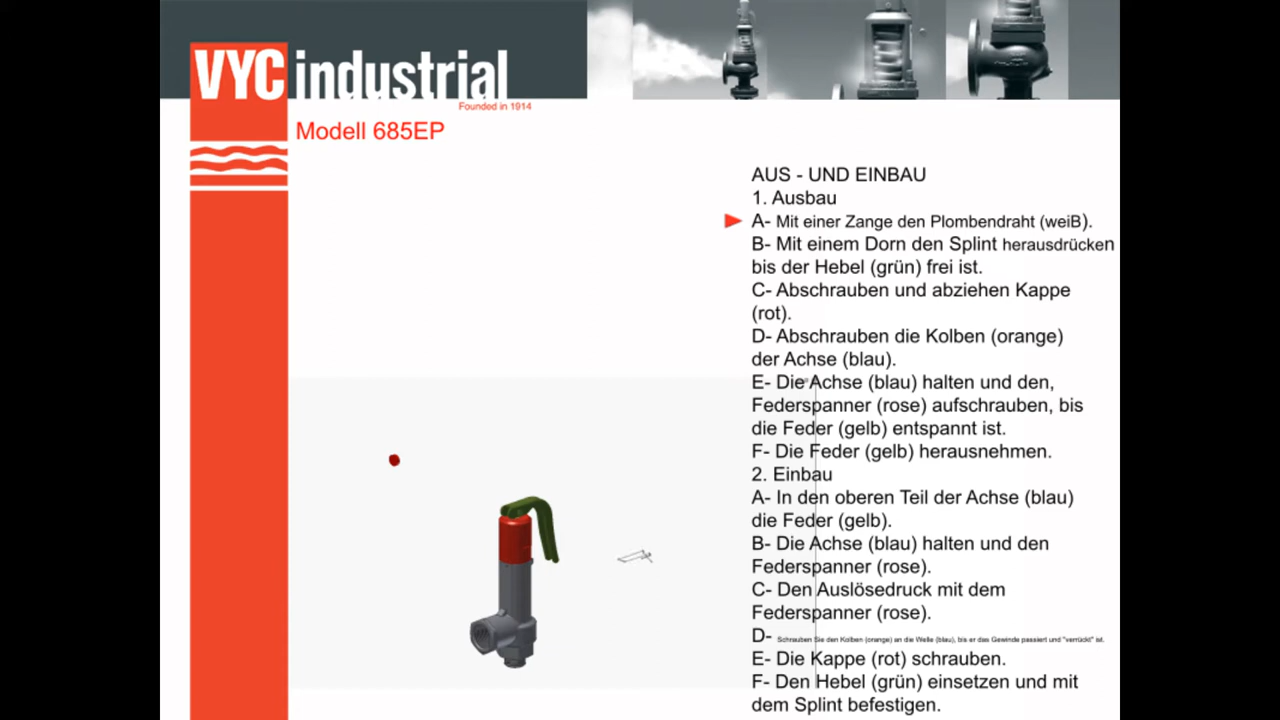 VYC industrial
Founded in 1914
Modell 685EP
AUS - UND EINBAU
1. Ausbau
A- Mit einer Zange den Plombendraht (weiB).
B- Mit einem Dorn den Splint herausdrücken
bis der Hebel (grün) frei ist.
C- Abschrauben und abziehen Kappe
(rot).
D- Abschrauben die Kolben (orange)
der Achse (blau).
E- Die Achse (blau) halten und den,
Federspanner (rose) aufschrauben, bis
die Feder (gelb) entspannt ist.
F- Die Feder (gelb) herausnehmen.
2. Einbau
A- In den oberen Teil der Achse (blau)
die Feder (gelb).
B- Die Achse (blau) halten und den
Federspanner (rose).
C- Den Auslösedruck mit dem
Federspanner (rose).
D- Schrauben Sie den Kolben (orange) an die Welle (blau), bis er das Gewinde passiert und "verrückt" ist.
E- Die Kappe (rot) schrauben.
F- Den Hebel (grün) einsetzen und mit
dem Splint befestigen.